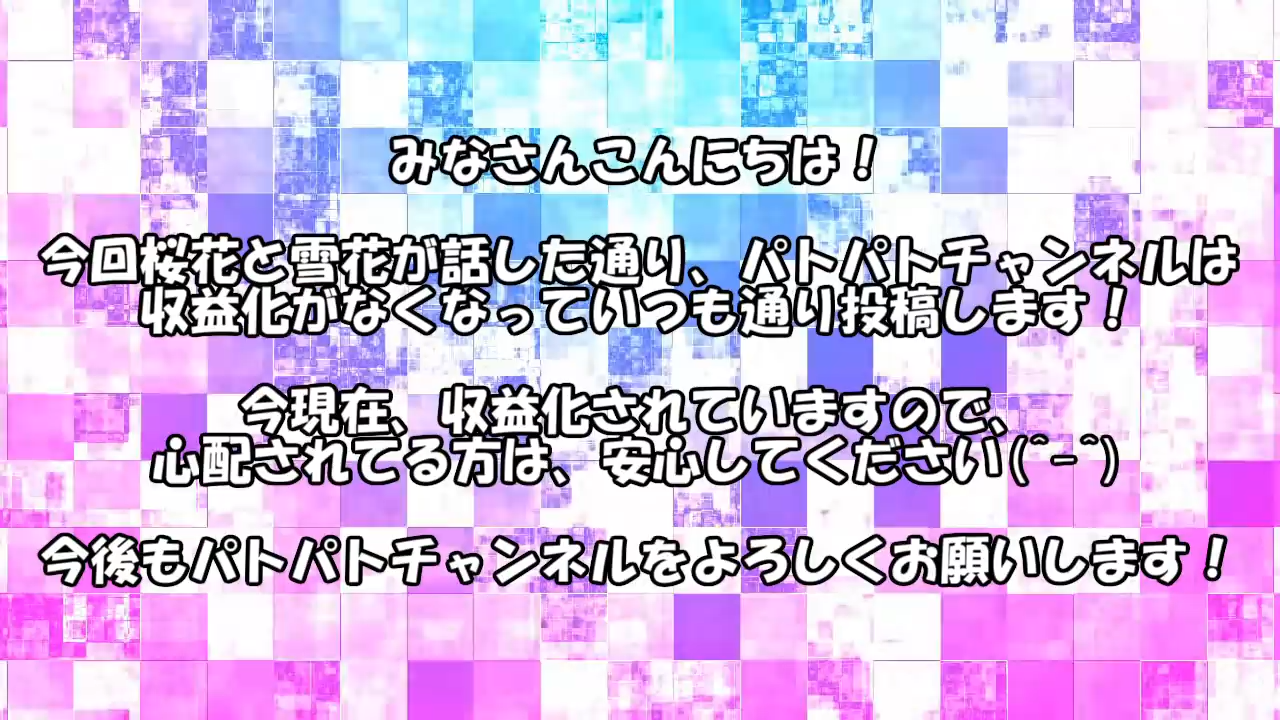 みなさんこんにちは！
今回桜花と雪花が話した通り、パトパトチャンネルは
収益化がなくなっていつも通り投稿します！
今現在、収益化されていますので、
心配されてる方は、安心してください(^-^)
今後もパトパトチャンネルをよろしくお願いします！